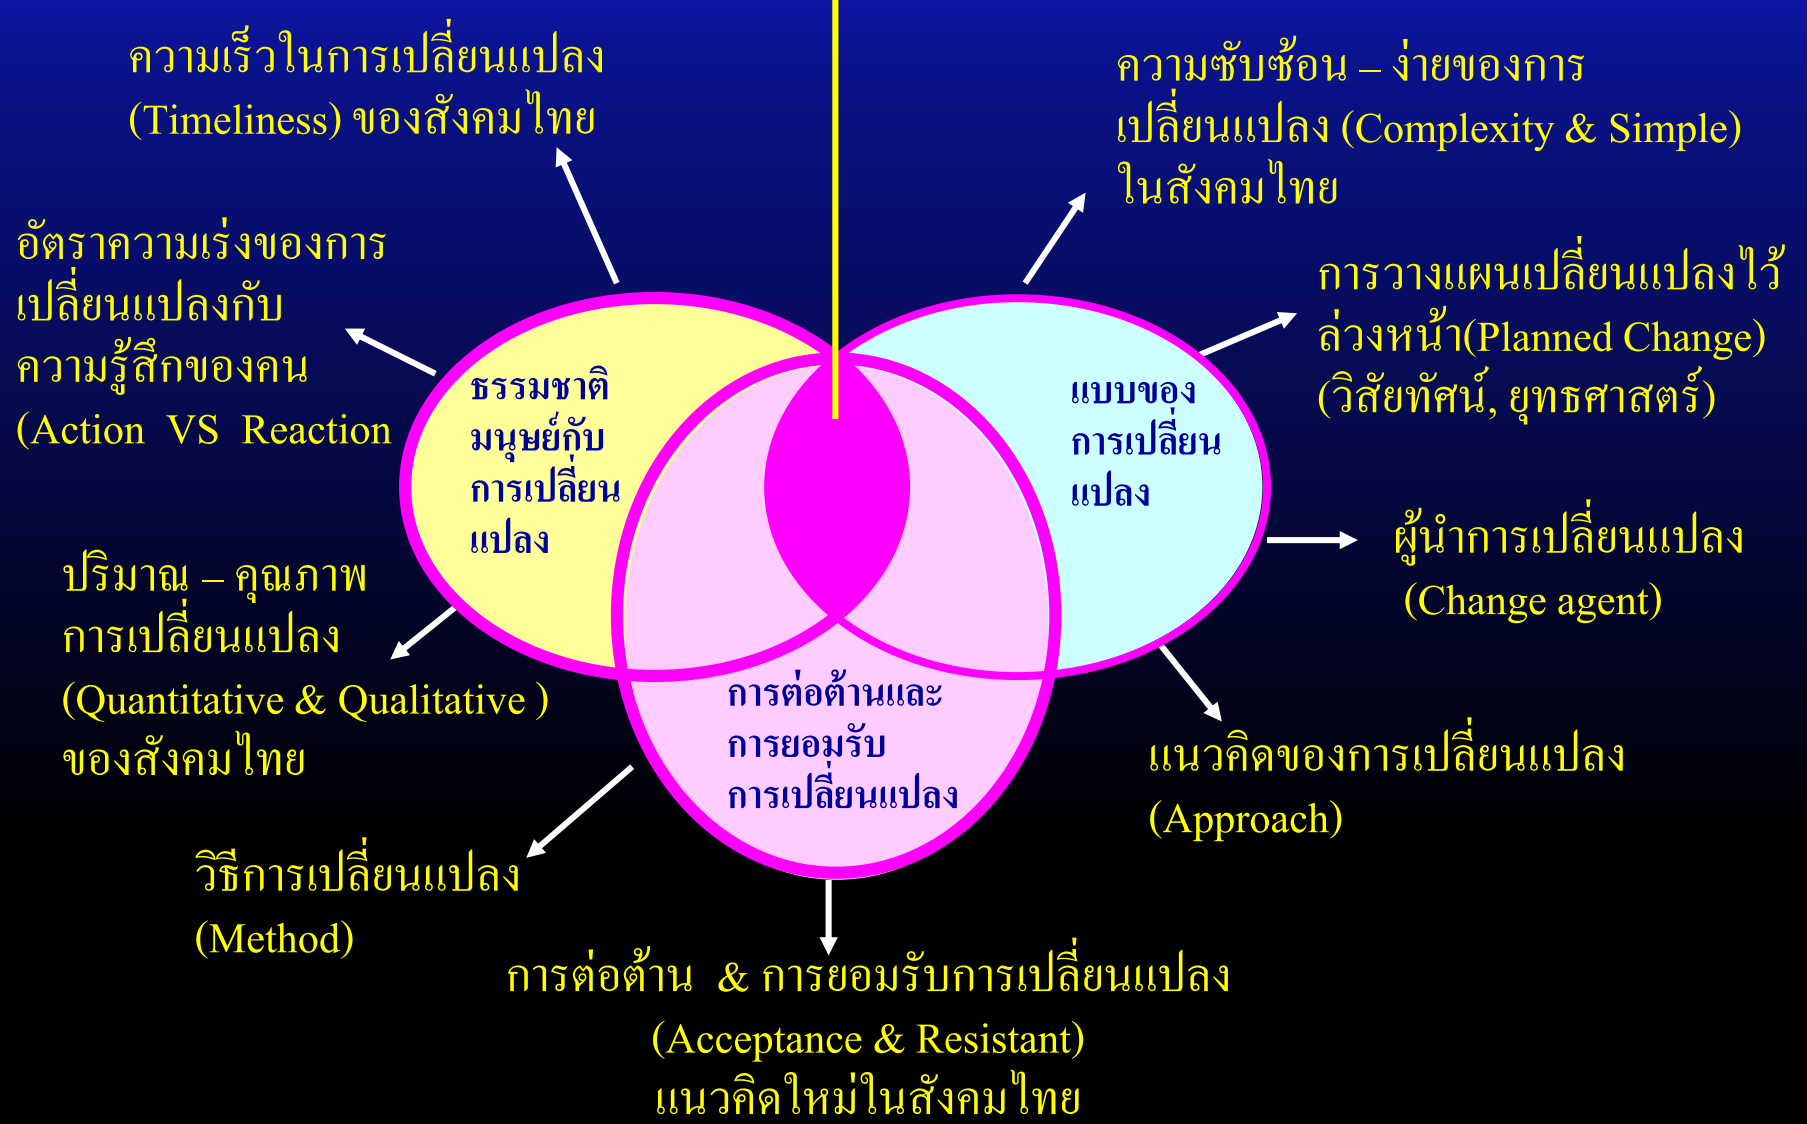 ความเร็วในการเปลี่ยนแปลง
(Timeliness) ของสังคมไทย
ความซับซ้อน – ง่ายของการ
เปลี่ยนแปลง (Complexity & Simple)
ในสังคมไทย
อัตราความเร่งของการ
เปลี่ยนแปลงกับ
ความรู้สึกของคน
(Action VS Reaction
การวางแผนเปลี่ยนแปลงไว้
ล่วงหน้า(Planned Change)
(วิสัยทัศน์, ยุทธศาสตร์)
ธรรมชาติ
มนุษย์กับ
การเปลี่ยน
แปลง
แบบของ
การเปลี่ยน
แปลง
ผู้นำการเปลี่ยนแปลง
(Change agent)
ปริมาณ – คุณภาพ
การเปลี่ยนแปลง
(Quantitative & Qualitative )
ของสังคมไทย
การต่อต้านและ
การยอมรับ
การเปลี่ยนแปลง
แนวคิดของการเปลี่ยนแปลง
(Approach)
วิธีการเปลี่ยนแปลง
(Method)
การต่อต้าน & การยอมรับการเปลี่ยนแปลง
(Acceptance & Resistant)
แนวคิดใหม่ในสังคมไทย